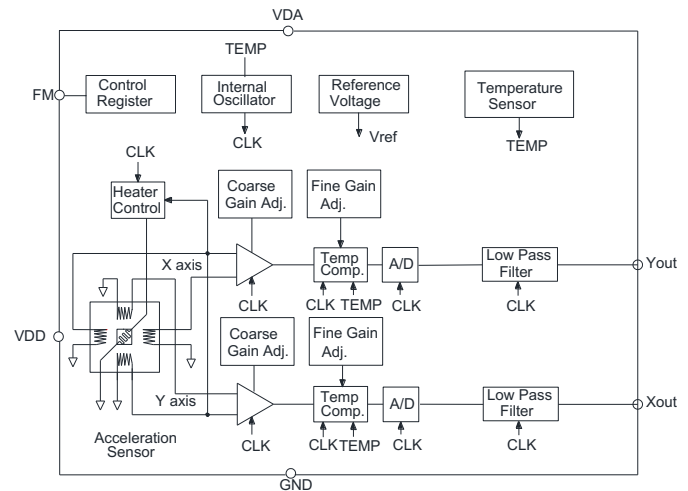 VDA
TEMP
FM
Control
Register
Internal
Oscillator
Reference
Voltage
Temperature
Sensor
CLK
Vref
TEMP
CLK
Heater
Control
Coarse
Gain Adj.
Fine Gain
Adj.
X axis
Temp
Comp.
A/D
Low Pass
Filter
Yout
CLK
CLK
TEMP
CLK
CLK
VDD
Coarse
Gain Adj.
Fine Gain
Adj.
Y axis
Temp
Comp.
A/D
Low Pass
Filter
Xout
CLK
CLK
TEMP
CLK
CLK
Acceleration
Sensor
GND